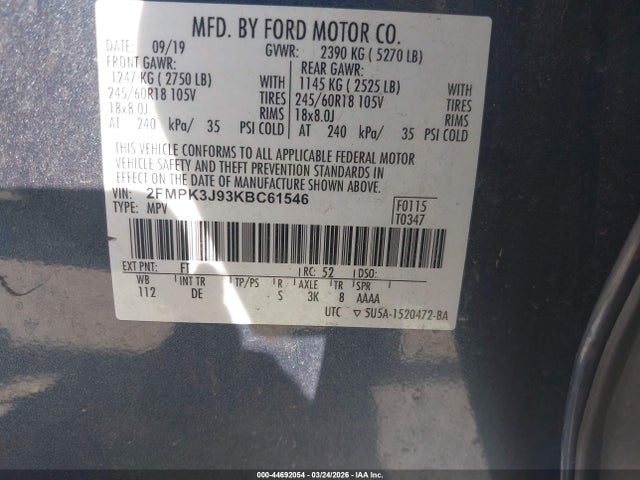 MFD. BY FORD MOTOR CO.
DATE: 09/19 GVWR: 2390 KG ( 5270 LB)
FRONT GAWR: REAR GAWR:
1247 KG ( 2750 LB) WITH 1145 KG ( 2525 LB) WITH
245/60R18 105V TIRES 245/60R18 105V TIRES
18x8.0J RIMS 18x8.0J RIMS
AT 240 kPa/ 35 PSI COLD AT 240 kPa/ 35 PSI COLD
THIS VEHICLE CONFORMS TO ALL APPLICABLE FEDERAL MOTOR
VEHICLE SAFETY AND THEFT PREVENTION STANDARDS IN EFFECT
ON THE DATE OF MANUFACTURE SHOWN ABOVE.
VIN: 2FMPK3J93KBC61546 F0115
TYPE: MPV T0347
EXT PNT: FT RC: 52 DSO:
WB INT TR TP/PS R AXLE TR SPR
112 DE S 3K 8 AAAA
UTC ▽ 5USA-1520472-BA
000-44692054 - 03/24/2026 - IAA Inc.